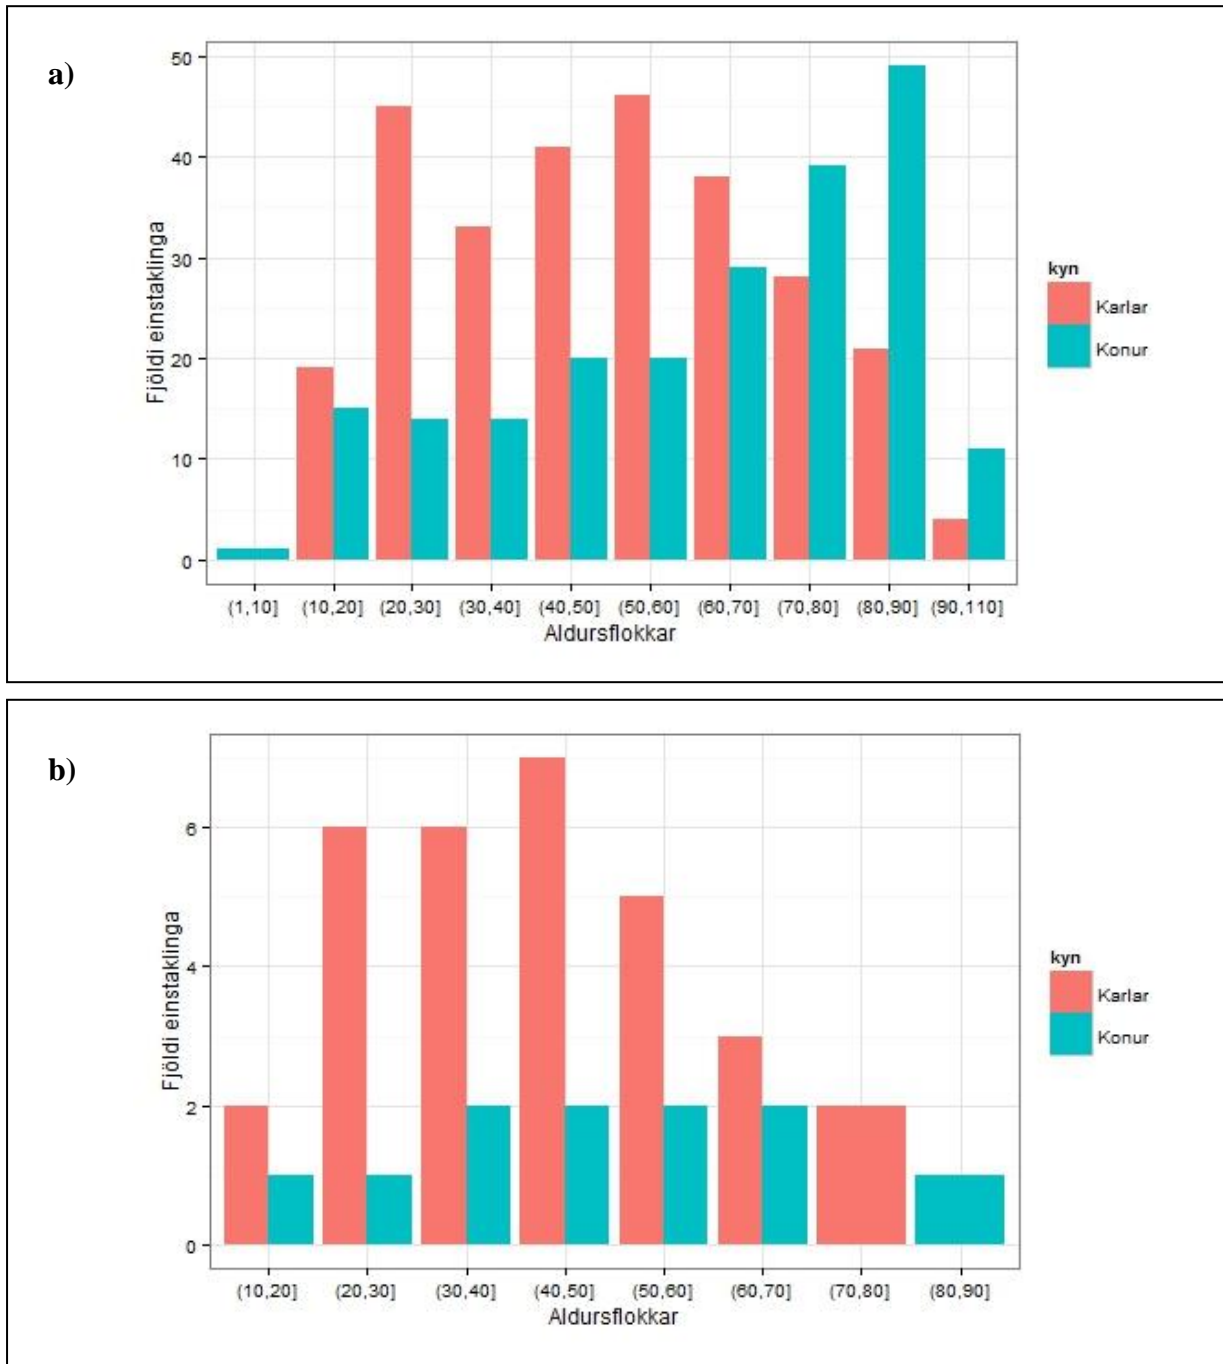 a)
Fjöldi einstaklinga
50
40
30
20
10
0
(1,10] (10,20] (20,30] (30,40] (40,50] (50,60] (60,70] (70,80] (80,90] (90,110]
Aldursflokkar
kyn
Karlar
Konur
b)
Fjöldi einstaklinga
6
4
2
0
(10,20] (20,30] (30,40] (40,50] (50,60] (60,70] (70,80] (80,90]
Aldursflokkar
kyn
Karlar
Konur